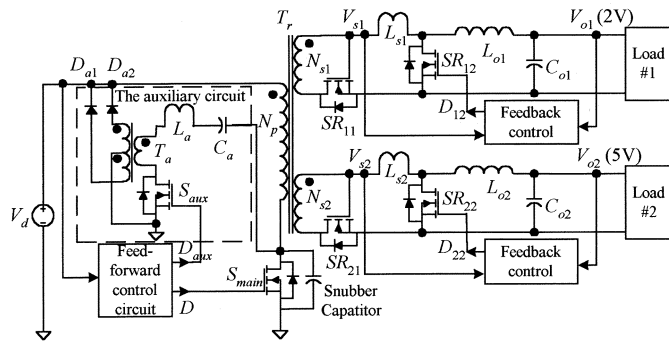 T_r
V_s1
L_s1
L_o1
V_o1 (2V)
Load
#1
D_a1
D_a2
N_s1
SR_12
C_o1
The auxiliary circuit
L_a
C_a
N_p
SR_11
D_12
Feedback
control
T_a
V_s2
L_s2
L_o2
V_o2 (5V)
Load
#2
S_aux
N_s2
SR_22
C_o2
V_d
D_aux
SR_21
D_22
Feedback
control
Feed-
forward
control
circuit
S_main
D
Snubber
Capatitor